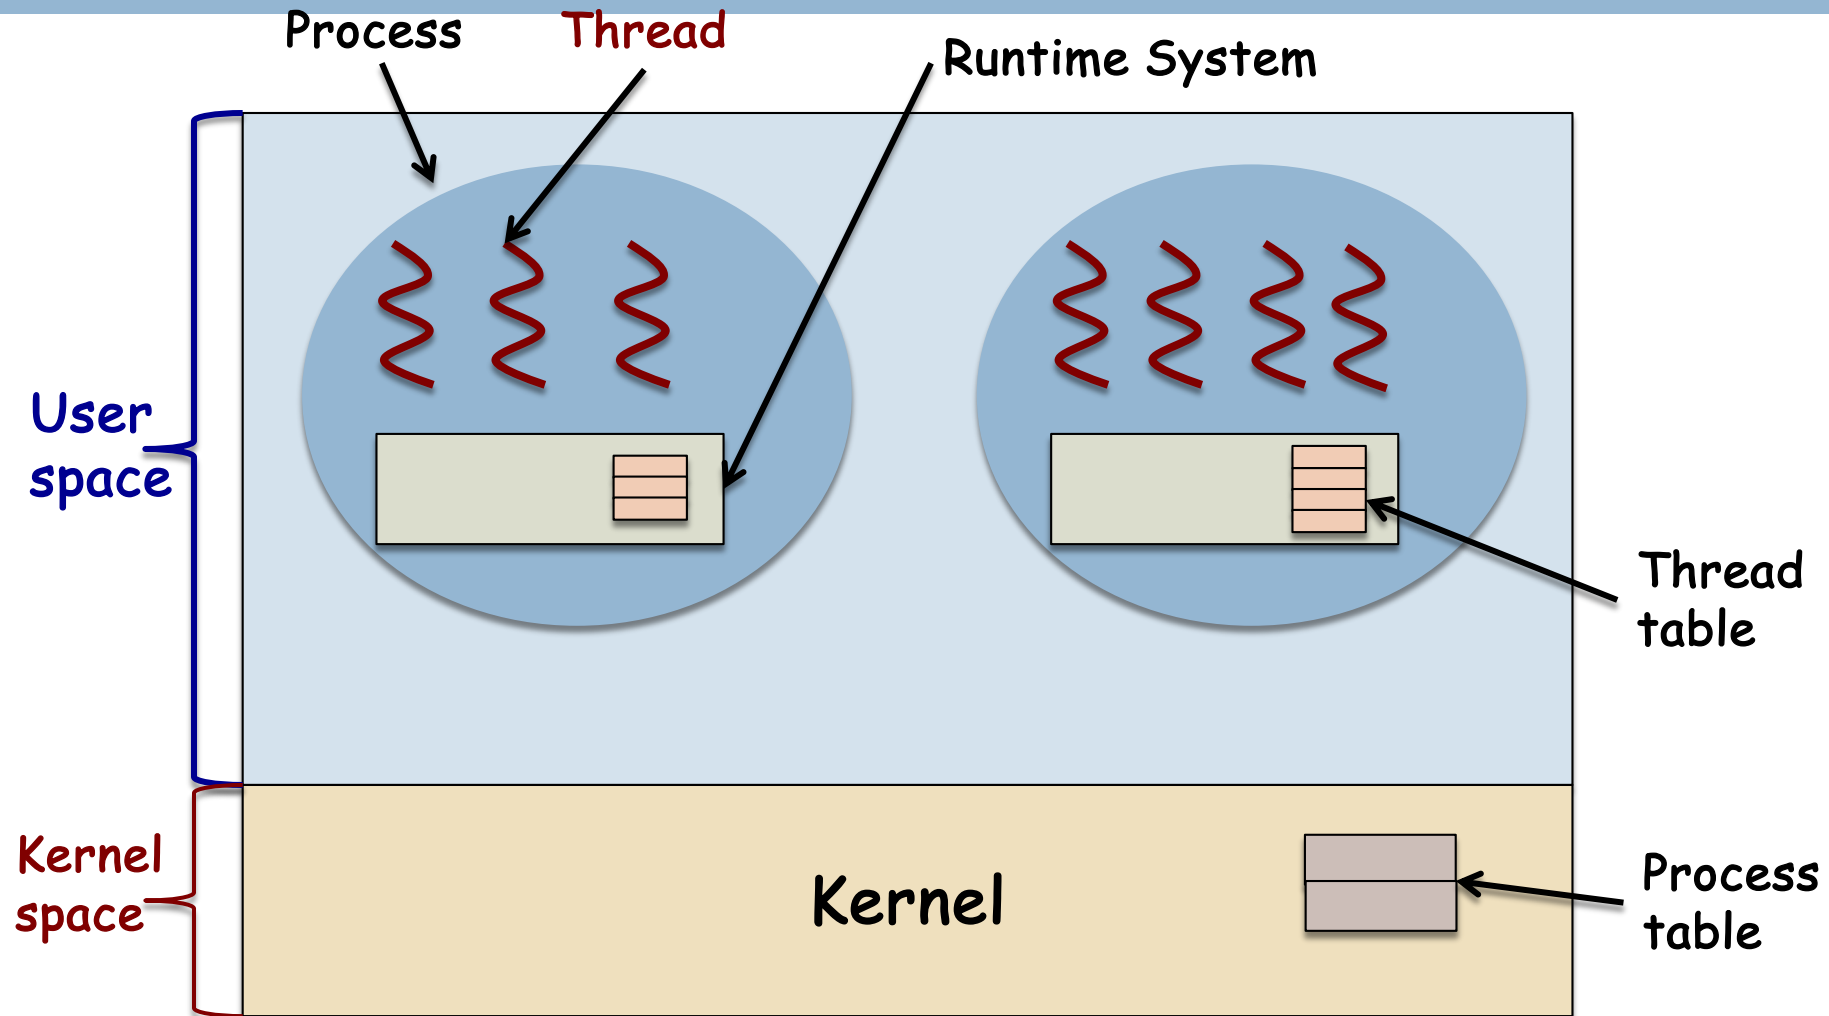 Process
Thread
Runtime System
User
space
Thread
table
Kernel
space
Kernel
Process
table